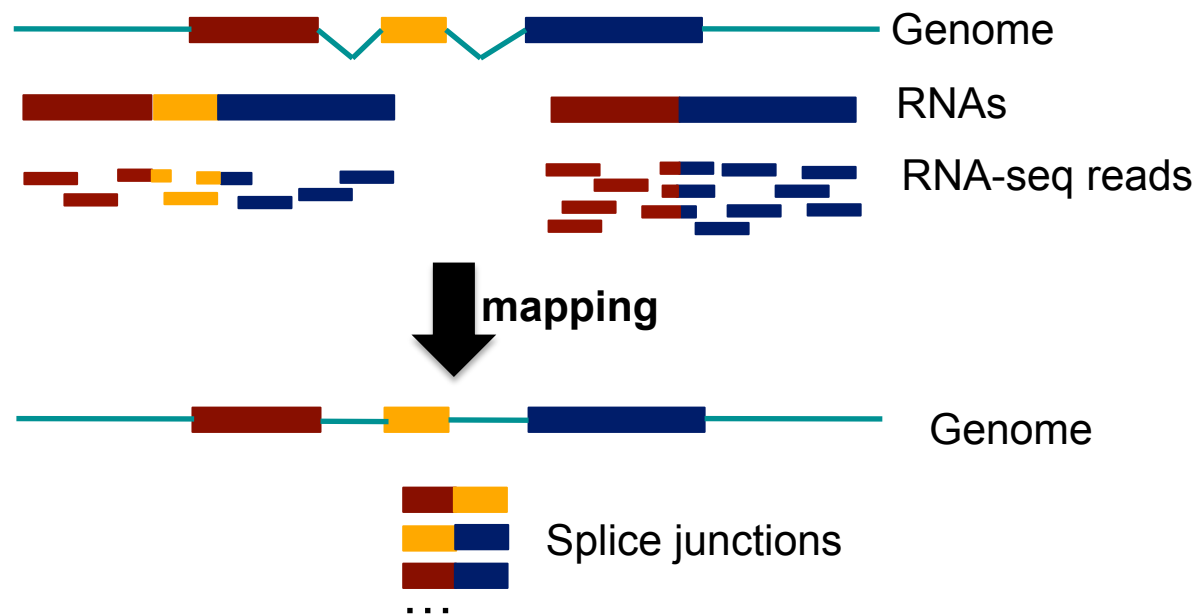 Genome
RNAs
RNA-seq reads
mapping
Genome
Splice junctions
...